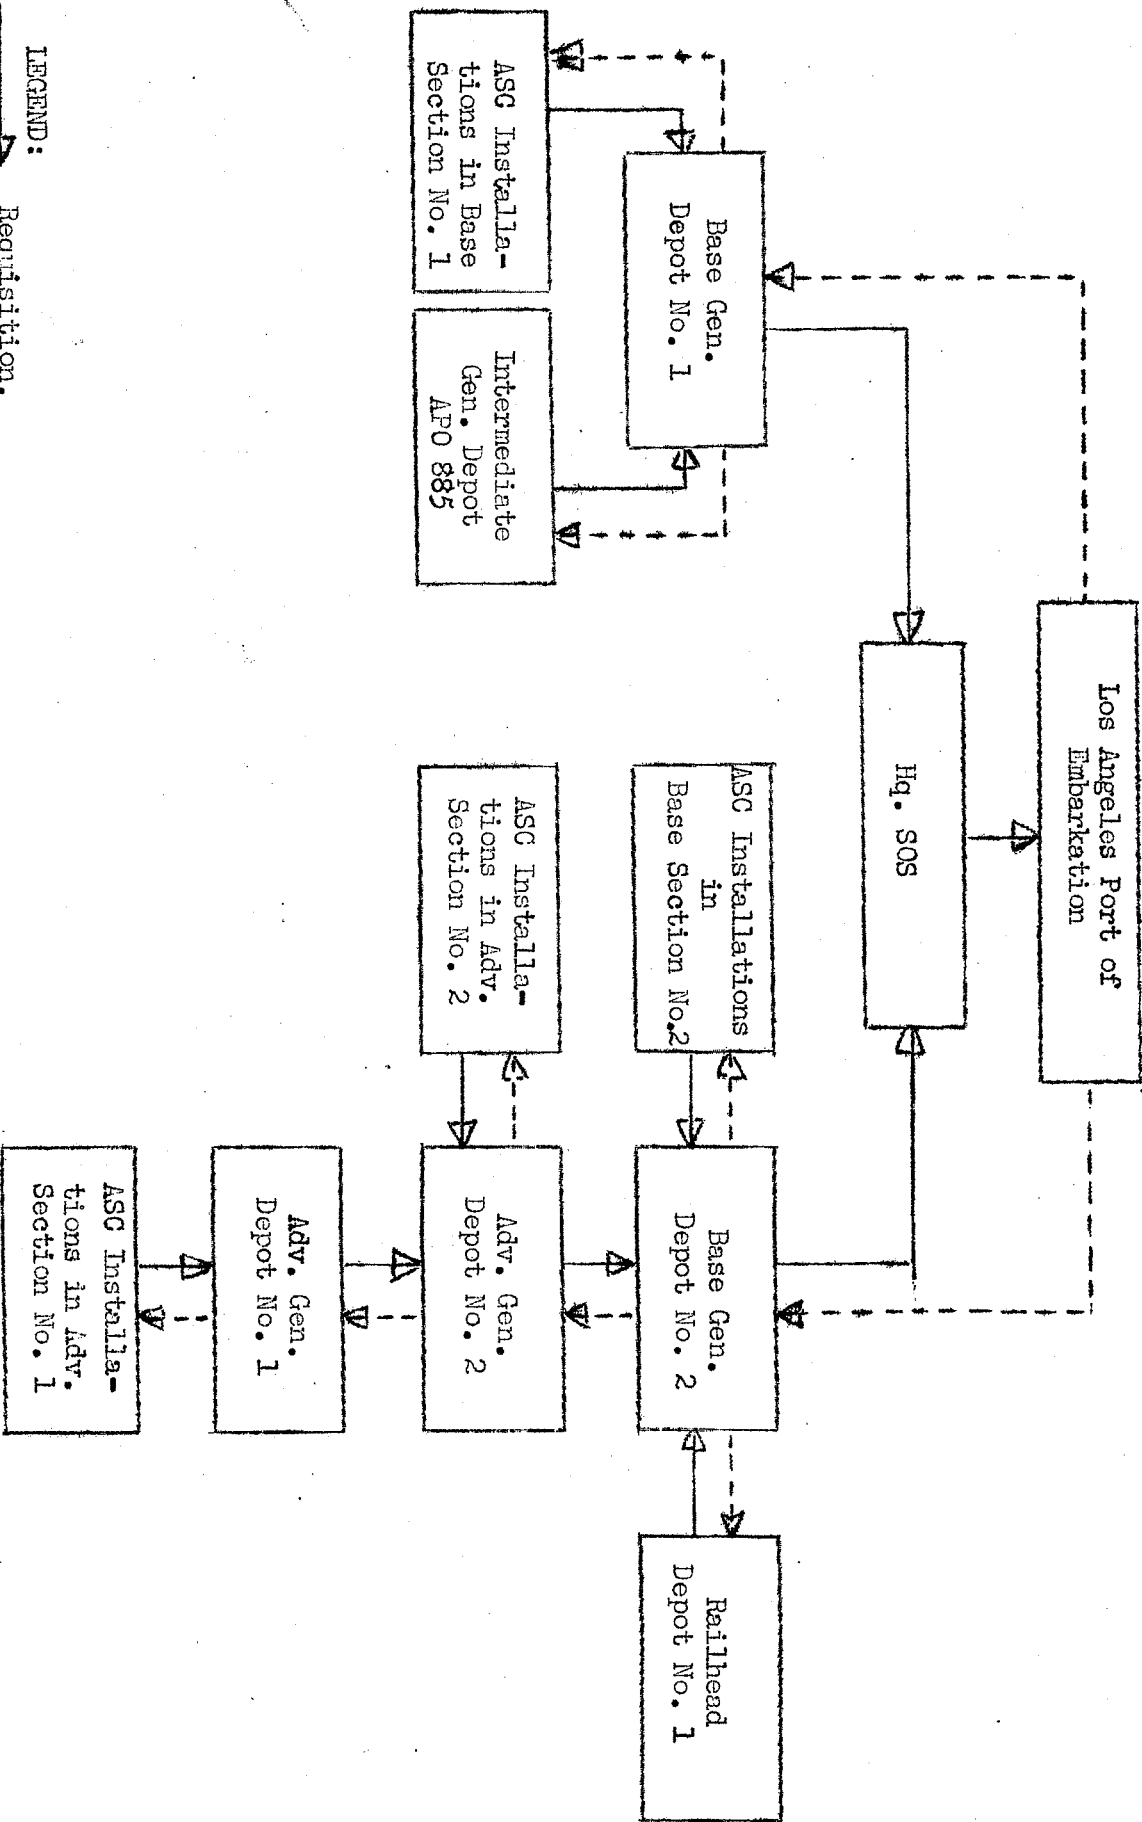 Los Angeles Port of
Embarkation
Hq. SOS
Base Gen.
Depot No. 1
ASC Installations
in
Base Section No.2
Base Gen.
Depot No. 2
Railhead
Depot No. 1
ASC Installa-
tions in Base
Section No. 1
Intermediate
Gen. Depot
APO 885
ASC Installa-
tions in Adv.
Section No. 2
Adv. Gen.
Depot No. 2
Adv. Gen.
Depot No. 1
ASC Installa-
tions in Adv.
Section No. 1
LEGEND:
Requisition.